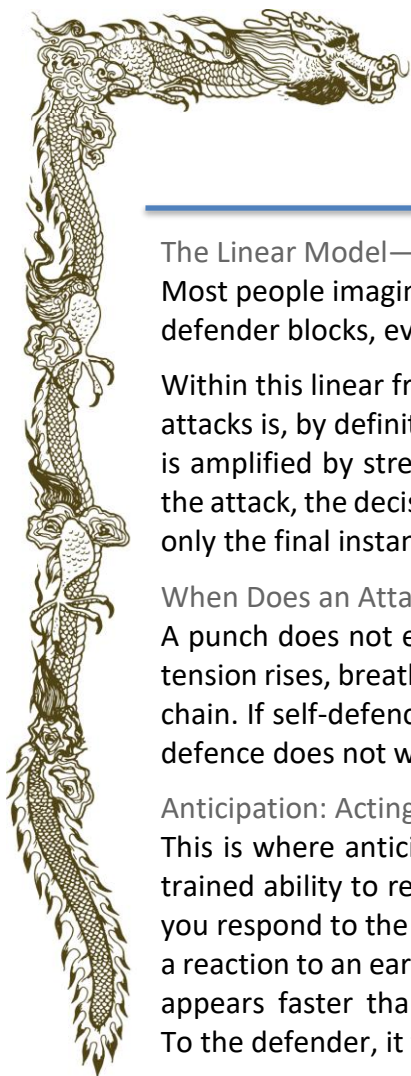 The Linear Model—
Most people imagin
defender blocks, ev
Within this linear fr
attacks is, by definit
is amplified by stre
the attack, the decis
only the final instan
When Does an Atta
A punch does not e
tension rises, breath
chain. If self-defend
defence does not w
Anticipation: Acting
This is where antici
trained ability to re
you respond to the
a reaction to an ear
appears faster tha
To the defender, it